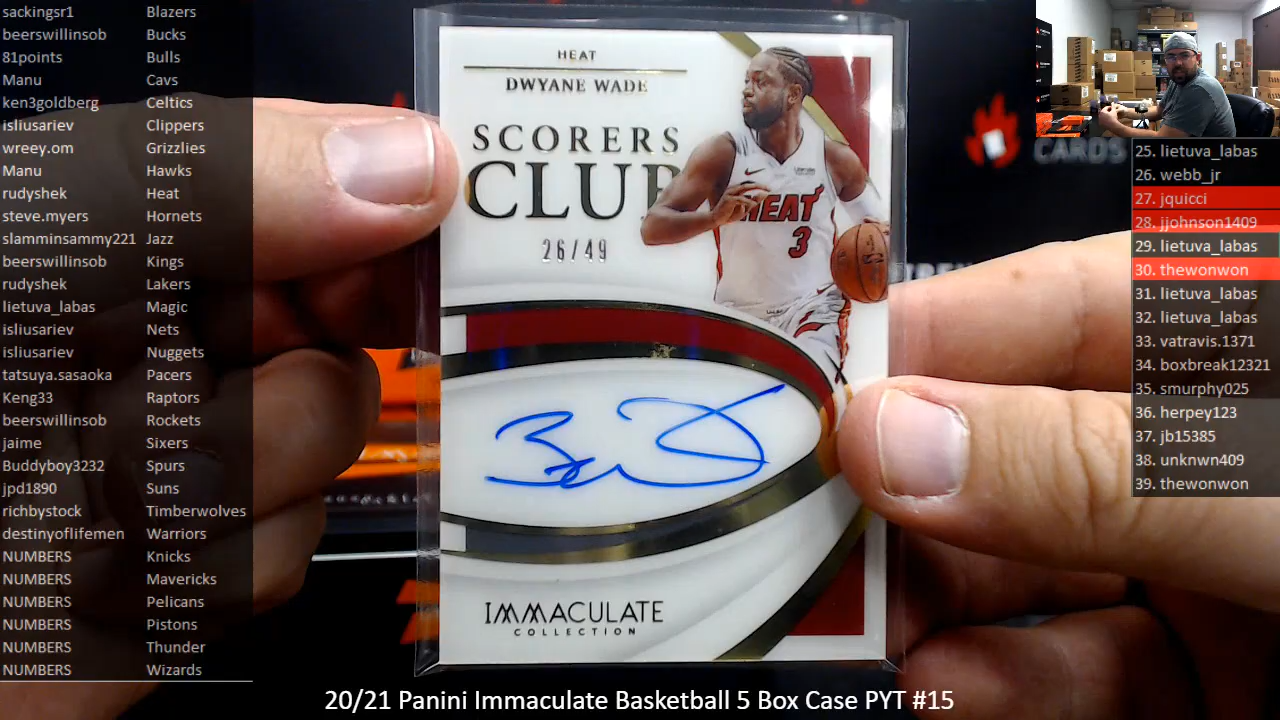 sackingsr1 Blazers
beerswillinsob Bucks
81points Bulls
Manu Cavs
ken3goldberg Celtics
isliusariev Clippers
wreey.om Grizzlies
Manu Hawks
rudyshek Heat
steve.myers Hornets
slamminsammy221 Jazz
beerswillinsob Kings
rudyshek Lakers
lietuva_labas Magic
isliusariev Nets
isliusariev Nuggets
tatsuya.sasaoka Pacers
Keng33 Raptors
beerswillinsob Rockets
jaime Sixers
Buddyboy3232 Spurs
jpd1890 Suns
richbystock Timberwolves
destinyoflifemen Warriors
NUMBERS Knicks
NUMBERS Mavericks
NUMBERS Pelicans
NUMBERS Pistons
NUMBERS Thunder
NUMBERS Wizards
HEAT
DWYANE WADE
SCORERS
CLUB
26/49
HEAT
3
IMMACULATE
COLLECTION
CARDS
25. lietuva_labas
26. webb_jr
27. jquicci
28. jjohnson1409
29. lietuva_labas
30. thewonwon
31. lietuva_labas
32. lietuva_labas
33. vatravis.1371
34. boxbreak12321
35. smurphy025
36. herpey123
37. jb15385
38. unknwn409
39. thewonwon
20/21 Panini Immaculate Basketball 5 Box Case PYT #15